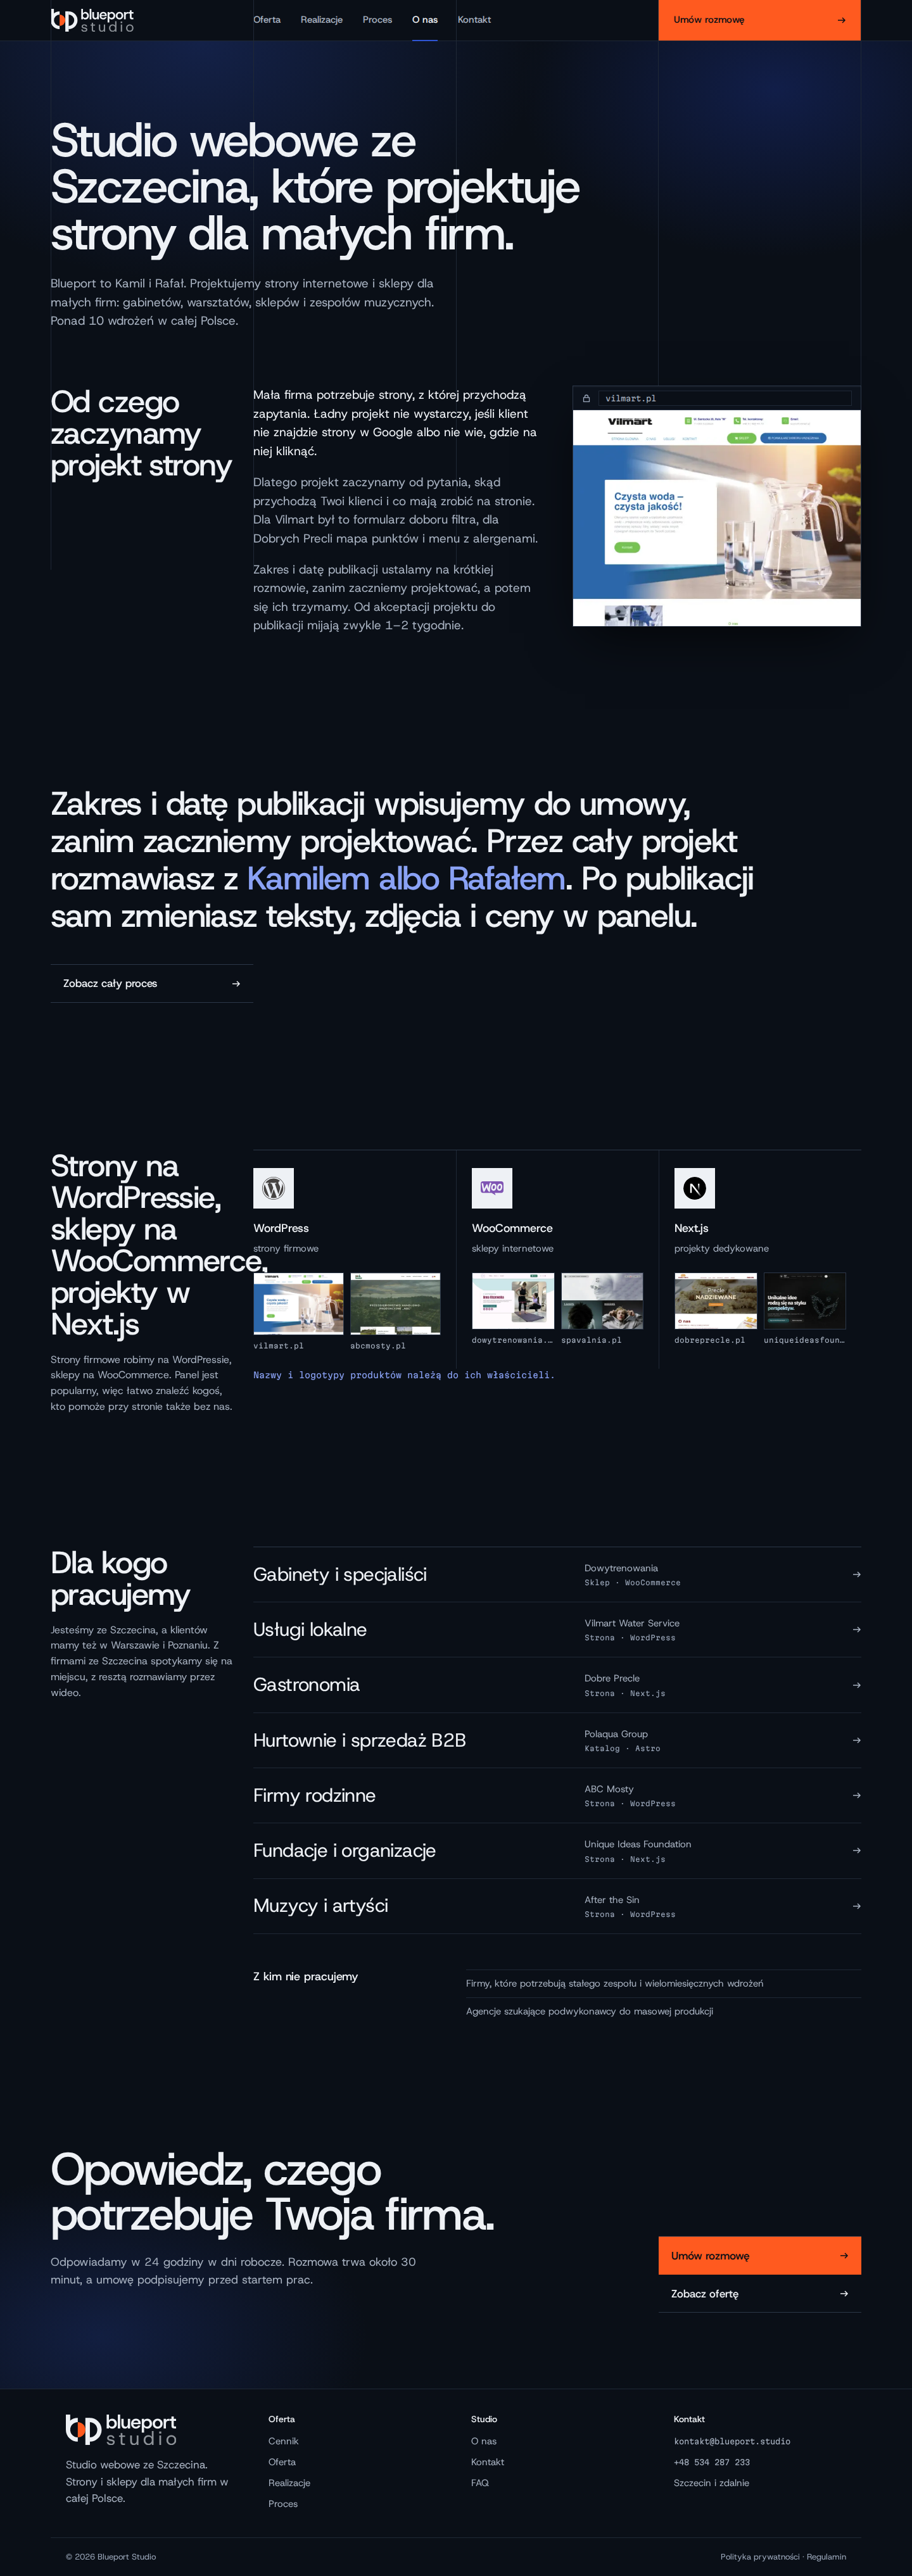 blueport
studio
Oferta
Realizacje
Proces
O nas
Kontakt
Umów rozmowę
Studio webowe ze
Szczecina, które projektuje
strony dla małych firm.
Blueport to Kamil i Rafał. Projektujemy strony internetowe i sklepy dla
małych firm: gabinetów, warsztatów, sklepów i zespołów muzycznych.
Ponad 10 wdrożeń w całej Polsce.
Od czego
zaczynamy
projekt strony
Mała firma potrzebuje strony, z której przychodzą
zapytania. Ładny projekt nie wystarczy, jeśli klient
nie znajdzie strony w Google albo nie wie, gdzie na
niej kliknąć.
Dlatego projekt zaczynamy od pytania, skąd
przychodzą Twoi klienci i co mają zrobić na stronie.
Dla Vilmart był to formularz doboru filtra, dla
Dobrych Precli mapa punktów i menu z alergenami.
Zakres i datę publikacji ustalamy na krótkiej
rozmowie, zanim zaczniemy projektować, a potem
się ich trzymamy. Od akceptacji projektu do
publikacji mijają zwykle 1–2 tygodnie.
vilmart.pl
Vilmart
Czysta woda –
czysta jakość!
Zakres i datę publikacji wpisujemy do umowy,
zanim zaczniemy projektować. Przez cały projekt
rozmawiasz z Kamilem albo Rafałem. Po publikacji
sam zmieniasz teksty, zdjęcia i ceny w panelu.
Zobacz cały proces
Strony na
WordPressie,
sklepy na
WooCommerce,
projekty w
Next.js
Strony firmowe robimy na WordPressie,
sklepy na WooCommerce. Panel jest
popularny, więc łatwo znaleźć kogoś,
kto pomoże przy stronie także bez nas.
WordPress
strony firmowe
vilmart.pl
abcmosty.pl
Woo
WooCommerce
sklepy internetowe
dowytrenowania.…
spavalnia.pl
Next.js
projekty dedykowane
Precle
NADZIEWANE
dobreprecle.pl
Unikalne idee
rodzą się na styku
perspektyw.
uniqueideasfoun…
Nazwy i logotypy produktów należą do ich właścicieli.
Dla kogo
pracujemy
Jesteśmy ze Szczecina, a klientów
mamy też w Warszawie i Poznaniu. Z
firmami ze Szczecina spotykamy się na
miejscu, z resztą rozmawiamy przez
wideo.
Gabinety i specjaliści
Dowytrenowania
Sklep · WooCommerce
Usługi lokalne
Vilmart Water Service
Strona · WordPress
Gastronomia
Dobre Precle
Strona · Next.js
Hurtownie i sprzedaż B2B
Polaqua Group
Katalog · Astro
Firmy rodzinne
ABC Mosty
Strona · WordPress
Fundacje i organizacje
Unique Ideas Foundation
Strona · Next.js
Muzycy i artyści
After the Sin
Strona · WordPress
Z kim nie pracujemy
Firmy, które potrzebują stałego zespołu i wielomiesięcznych wdrożeń
Agencje szukające podwykonawcy do masowej produkcji
Opowiedz, czego
potrzebuje Twoja firma.
Odpowiadamy w 24 godziny w dni robocze. Rozmowa trwa około 30
minut, a umowę podpisujemy przed startem prac.
Umów rozmowę
Zobacz ofertę
blueport
studio
Studio webowe ze Szczecina.
Strony i sklepy dla małych firm w
całej Polsce.
Oferta
Cennik
Oferta
Realizacje
Proces
Studio
O nas
Kontakt
FAQ
Kontakt
kontakt@blueport.studio
+48 534 287 233
Szczecin i zdalnie
© 2026 Blueport Studio
Polityka prywatności · Regulamin